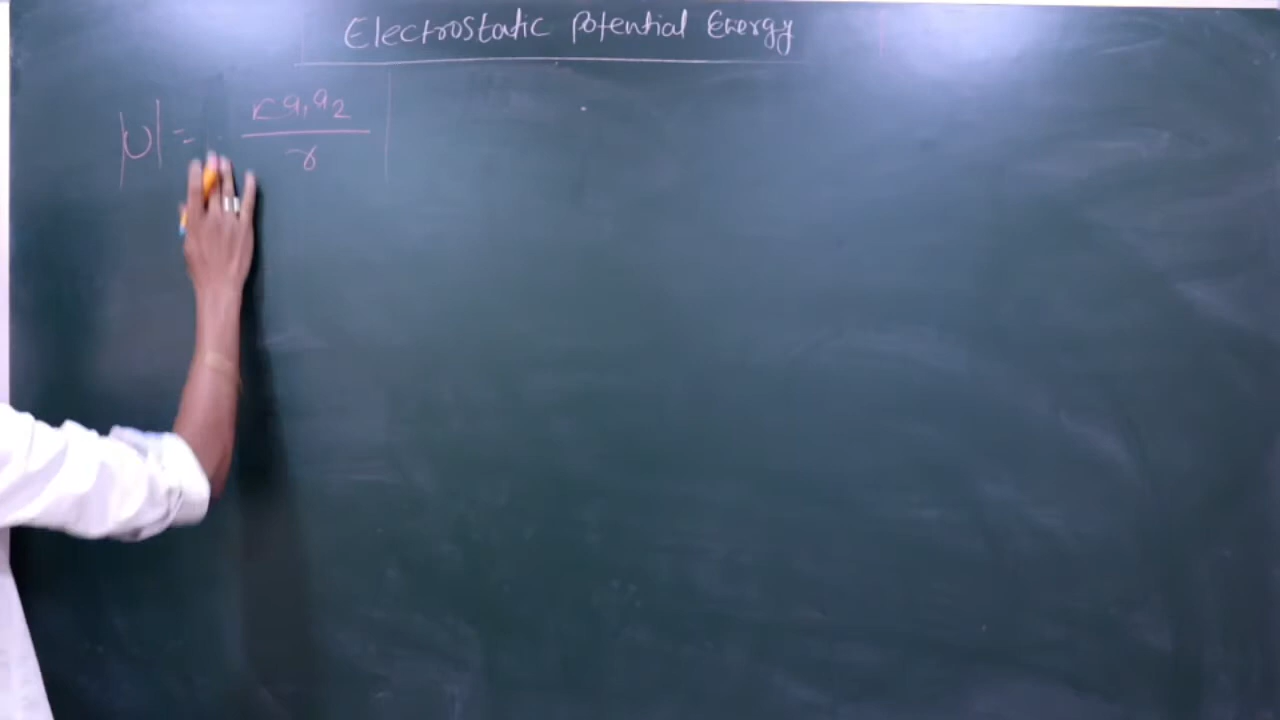 Electrostatic Potential Energy
|U| = Kq₁q₂/r